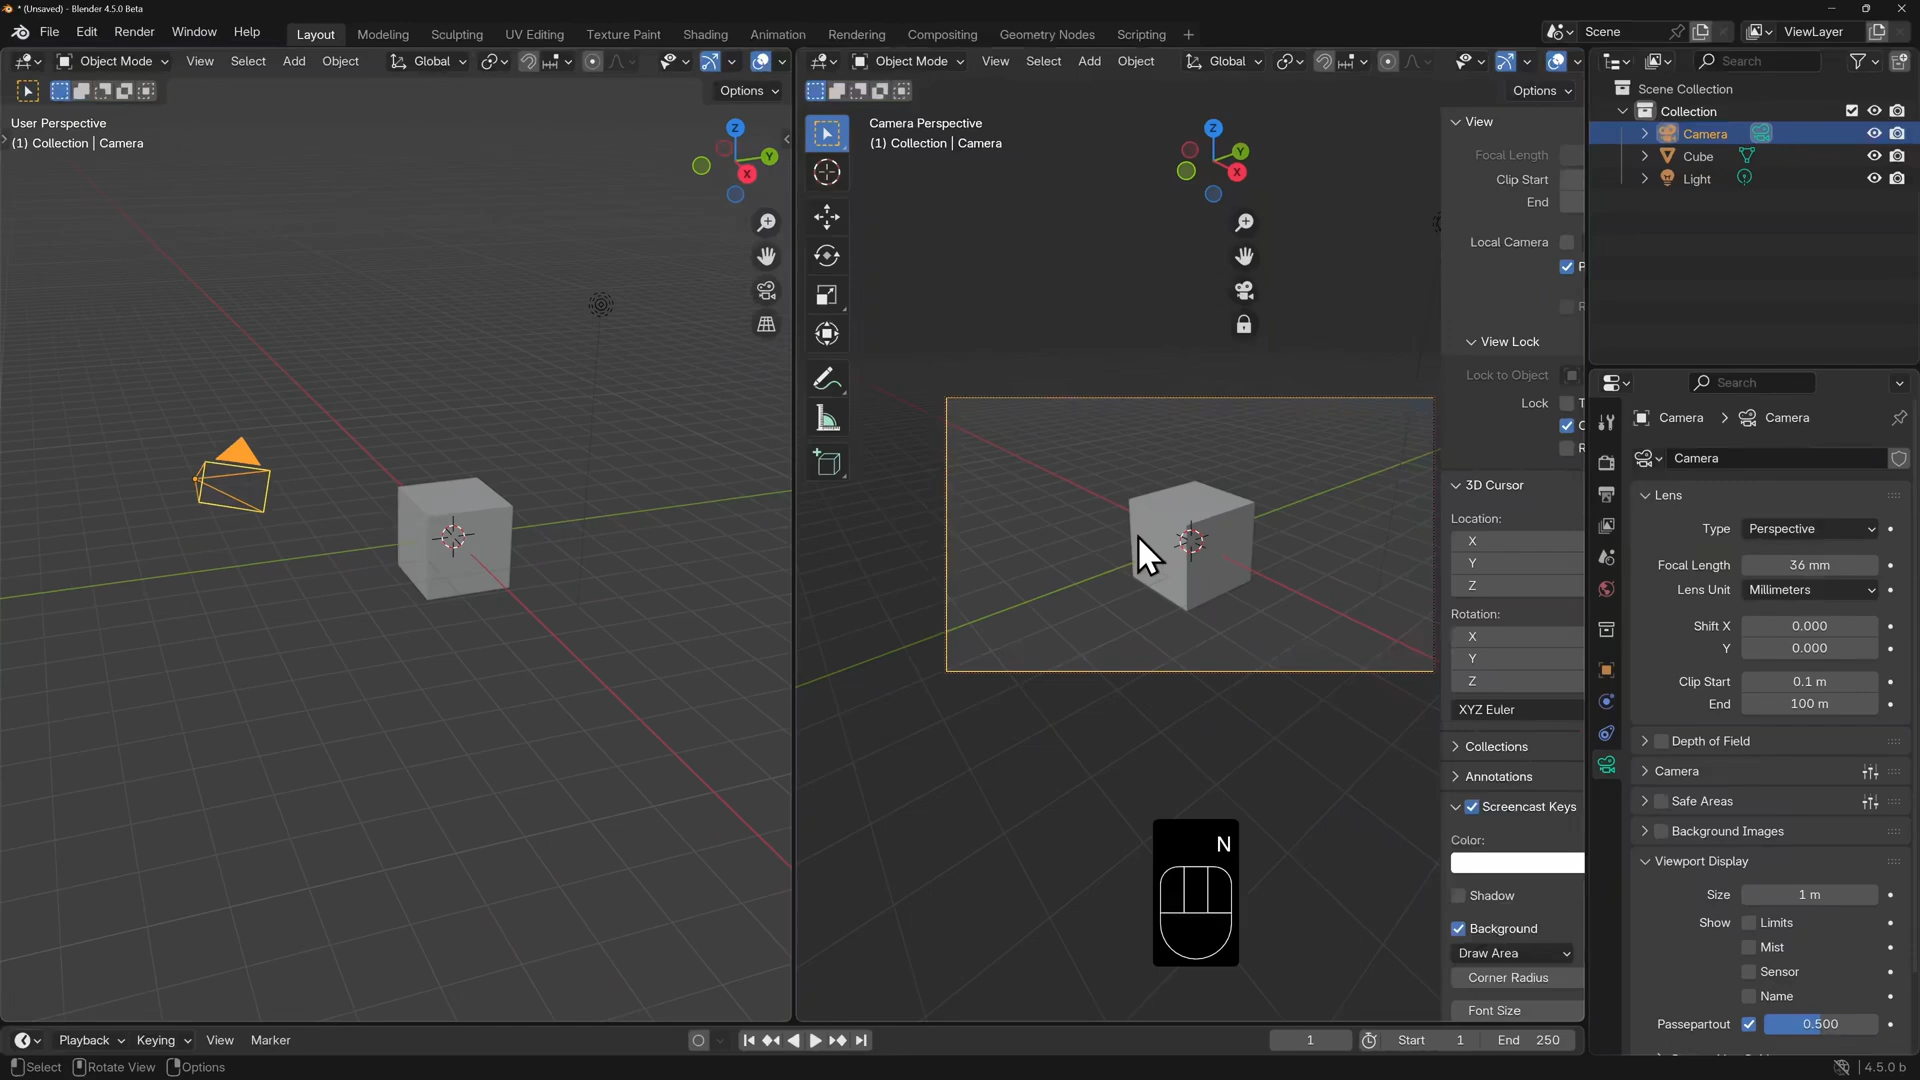 * (Unsaved) - Blender 4.5.0 Beta
File Edit Render Window Help
Layout Modeling Sculpting UV Editing Texture Paint Shading Animation Rendering Compositing Geometry Nodes Scripting +
Scene
ViewLayer
Object Mode View Select Add Object Global
Options
User Perspective
(1) Collection | Camera
Z
Y
X
Object Mode View Select Add Object Global
Options
Camera Perspective
(1) Collection | Camera
Z
Y
X
View
Focal Length
Clip Start
End
Local Camera
P
R
View Lock
Lock to Object
Lock
3D Cursor
Location:
X
Y
Z
Rotation:
X
Y
Z
XYZ Euler
Collections
Annotations
Screencast Keys
Color:
Shadow
Background
Draw Area
Corner Radius
Font Size
N
Search
Scene Collection
Collection
Camera
Cube
Light
Search
Camera > Camera
Camera
Lens
Type Perspective
Focal Length 36 mm
Lens Unit Millimeters
Shift X 0.000
Y 0.000
Clip Start 0.1 m
End 100 m
Depth of Field
Camera
Safe Areas
Background Images
Viewport Display
Size 1 m
Show Limits
Mist
Sensor
Name
Passepartout 0.500
Playback Keying View Marker
1
Start 1
End 250
Select Rotate View Options
4.5.0 b